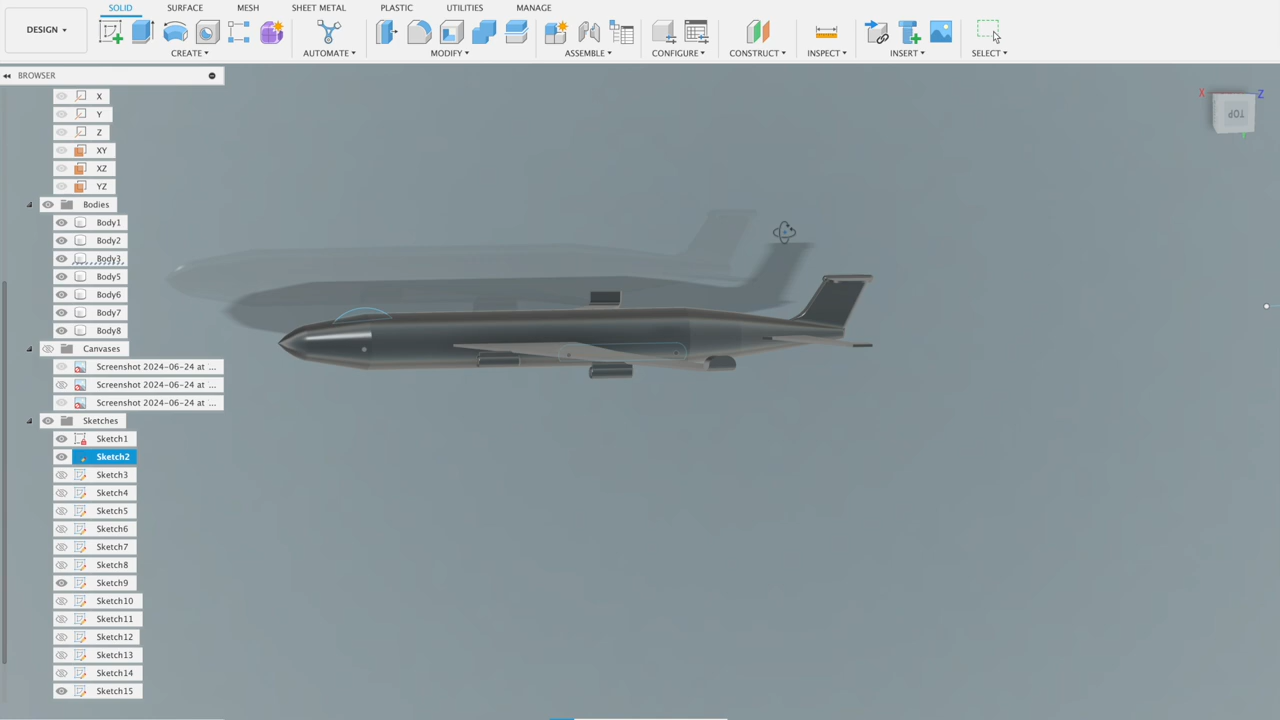 SOLID SURFACE MESH SHEET METAL PLASTIC UTILITIES MANAGE
DESIGN
CREATE AUTOMATE MODIFY ASSEMBLE CONFIGURE CONSTRUCT INSPECT INSERT SELECT
BROWSER
X
Y
Z
XY
XZ
YZ
Bodies
Body1
Body2
Body3
Body5
Body6
Body7
Body8
Canvases
Screenshot 2024-06-24 at ...
Screenshot 2024-06-24 at ...
Screenshot 2024-06-24 at ...
Sketches
Sketch1
Sketch2
Sketch3
Sketch4
Sketch5
Sketch6
Sketch7
Sketch8
Sketch9
Sketch10
Sketch11
Sketch12
Sketch13
Sketch14
Sketch15
X Z
TOP